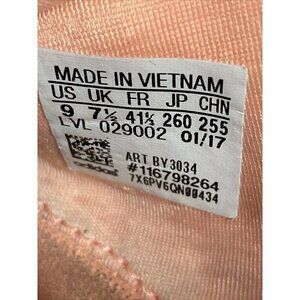 MADE IN VIETNAM
US UK FR JP CHN
9 7½ 41⅓ 260 255
LVL 029002 01/17
ART BY3034
#116798264
7X6PV6QN00434
adidas